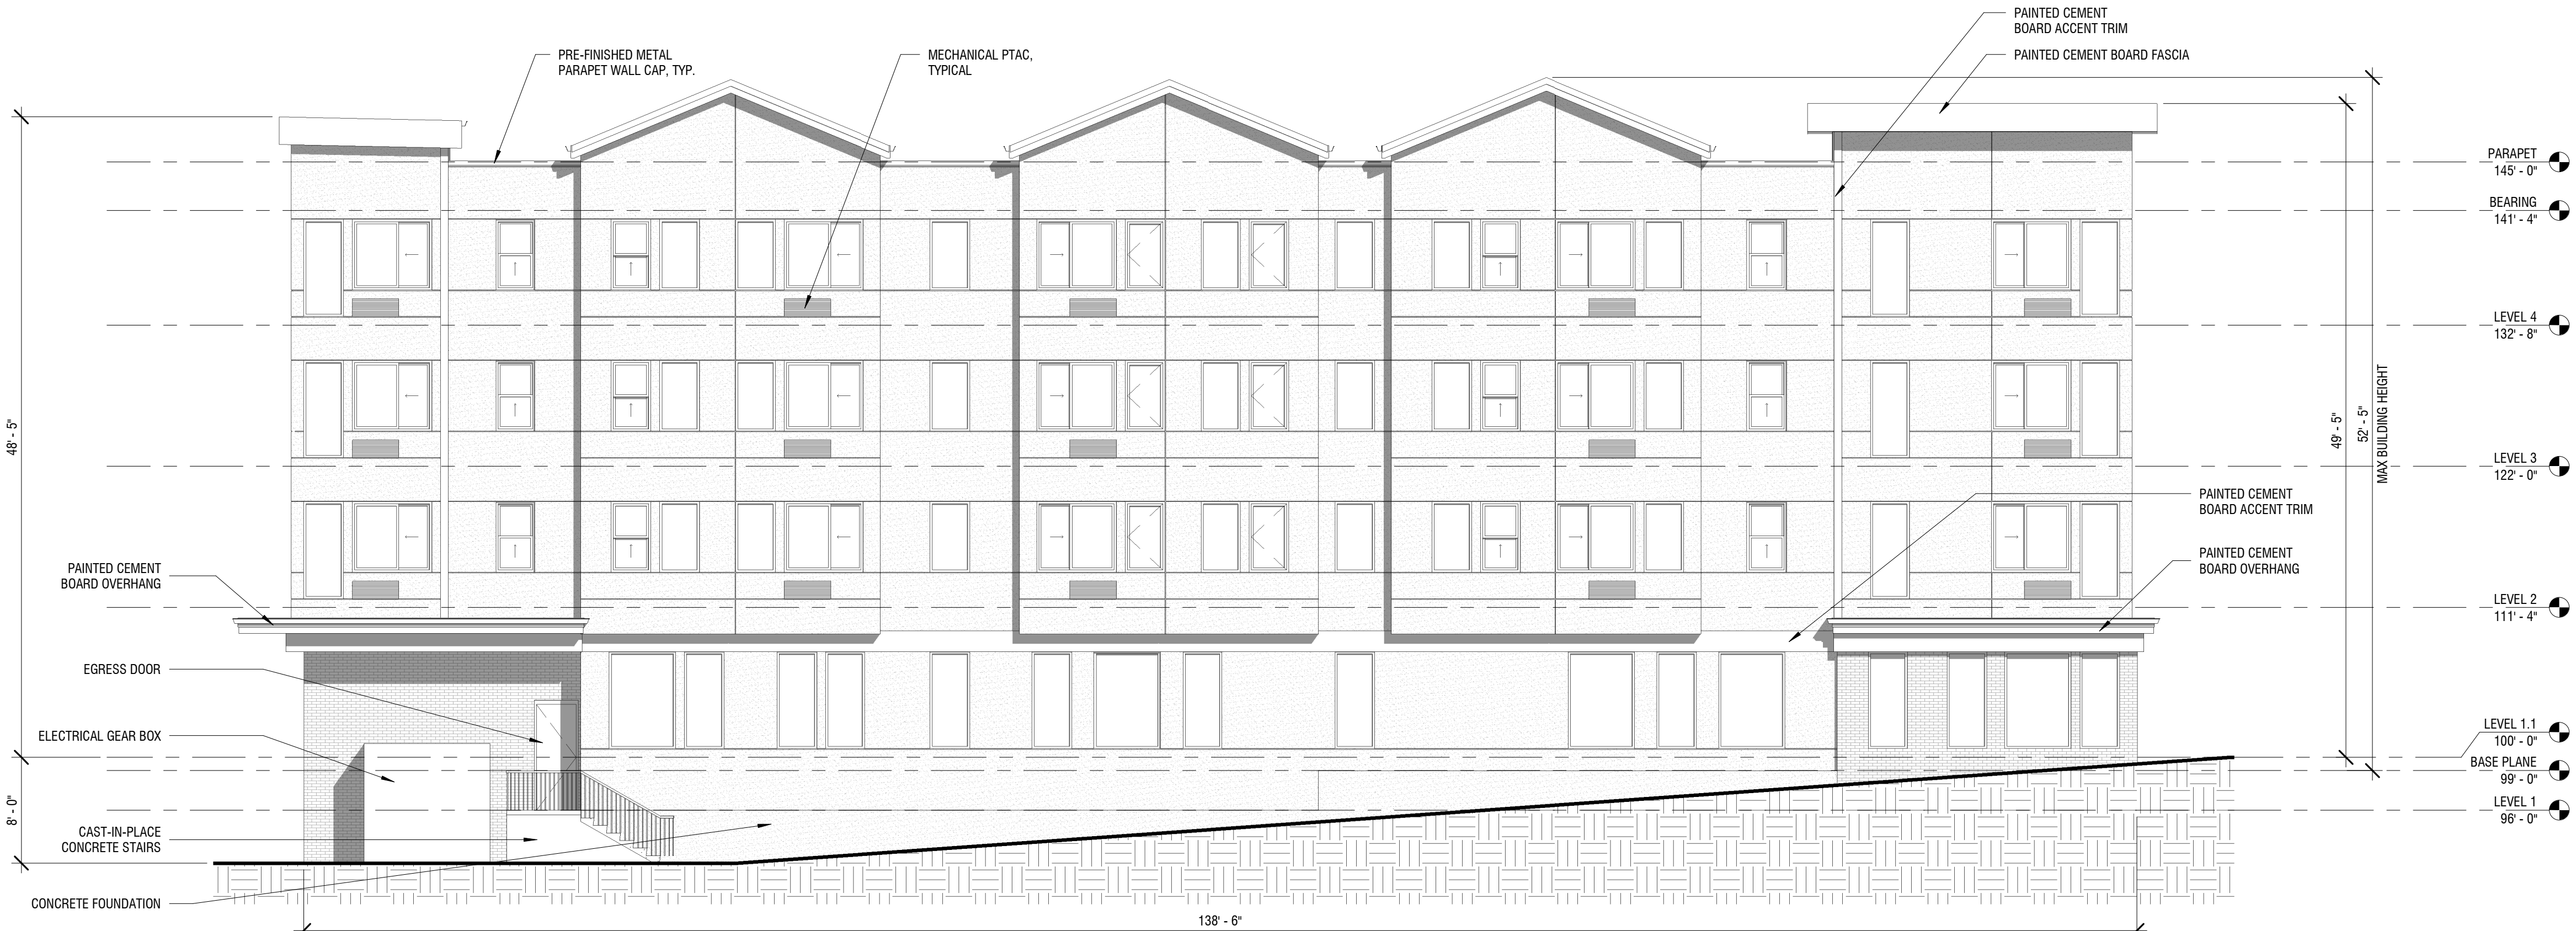 PAINTED CEMENT
BOARD ACCENT TRIM
PRE-FINISHED METAL
PARAPET WALL CAP, TYP.
MECHANICAL PTAC,
TYPICAL
PAINTED CEMENT BOARD FASCIA
PARAPET
145' - 0"
BEARING
141' - 4"
LEVEL 4
132' - 8"
48' - 5"
49' - 5"
52' - 5"
MAX BUILDING HEIGHT
LEVEL 3
122' - 0"
PAINTED CEMENT
BOARD ACCENT TRIM
PAINTED CEMENT
BOARD OVERHANG
PAINTED CEMENT
BOARD OVERHANG
LEVEL 2
111' - 4"
EGRESS DOOR
ELECTRICAL GEAR BOX
LEVEL 1.1
100' - 0"
BASE PLANE
99' - 0"
LEVEL 1
96' - 0"
8' - 0"
CAST-IN-PLACE
CONCRETE STAIRS
CONCRETE FOUNDATION
138' - 6"